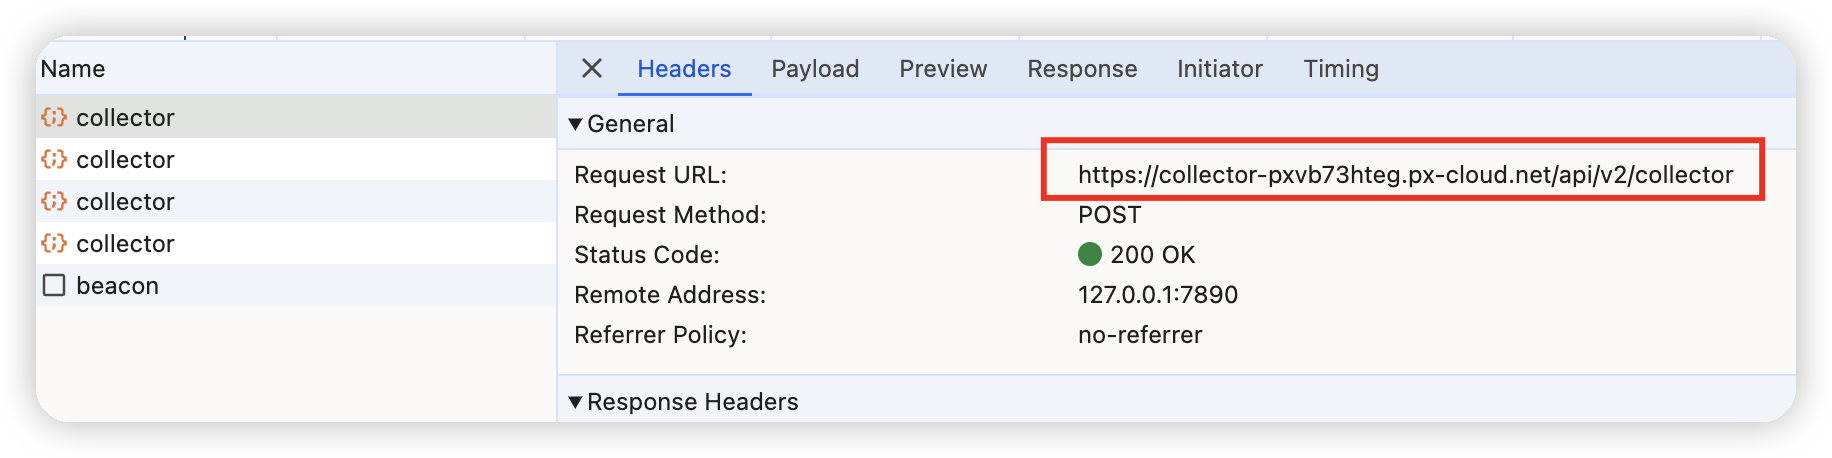 Name
collector
collector
collector
collector
beacon
Headers Payload Preview Response Initiator Timing
General
Request URL: https://collector-pxvb73hteg.px-cloud.net/api/v2/collector
Request Method: POST
Status Code: 200 OK
Remote Address: 127.0.0.1:7890
Referrer Policy: no-referrer
Response Headers